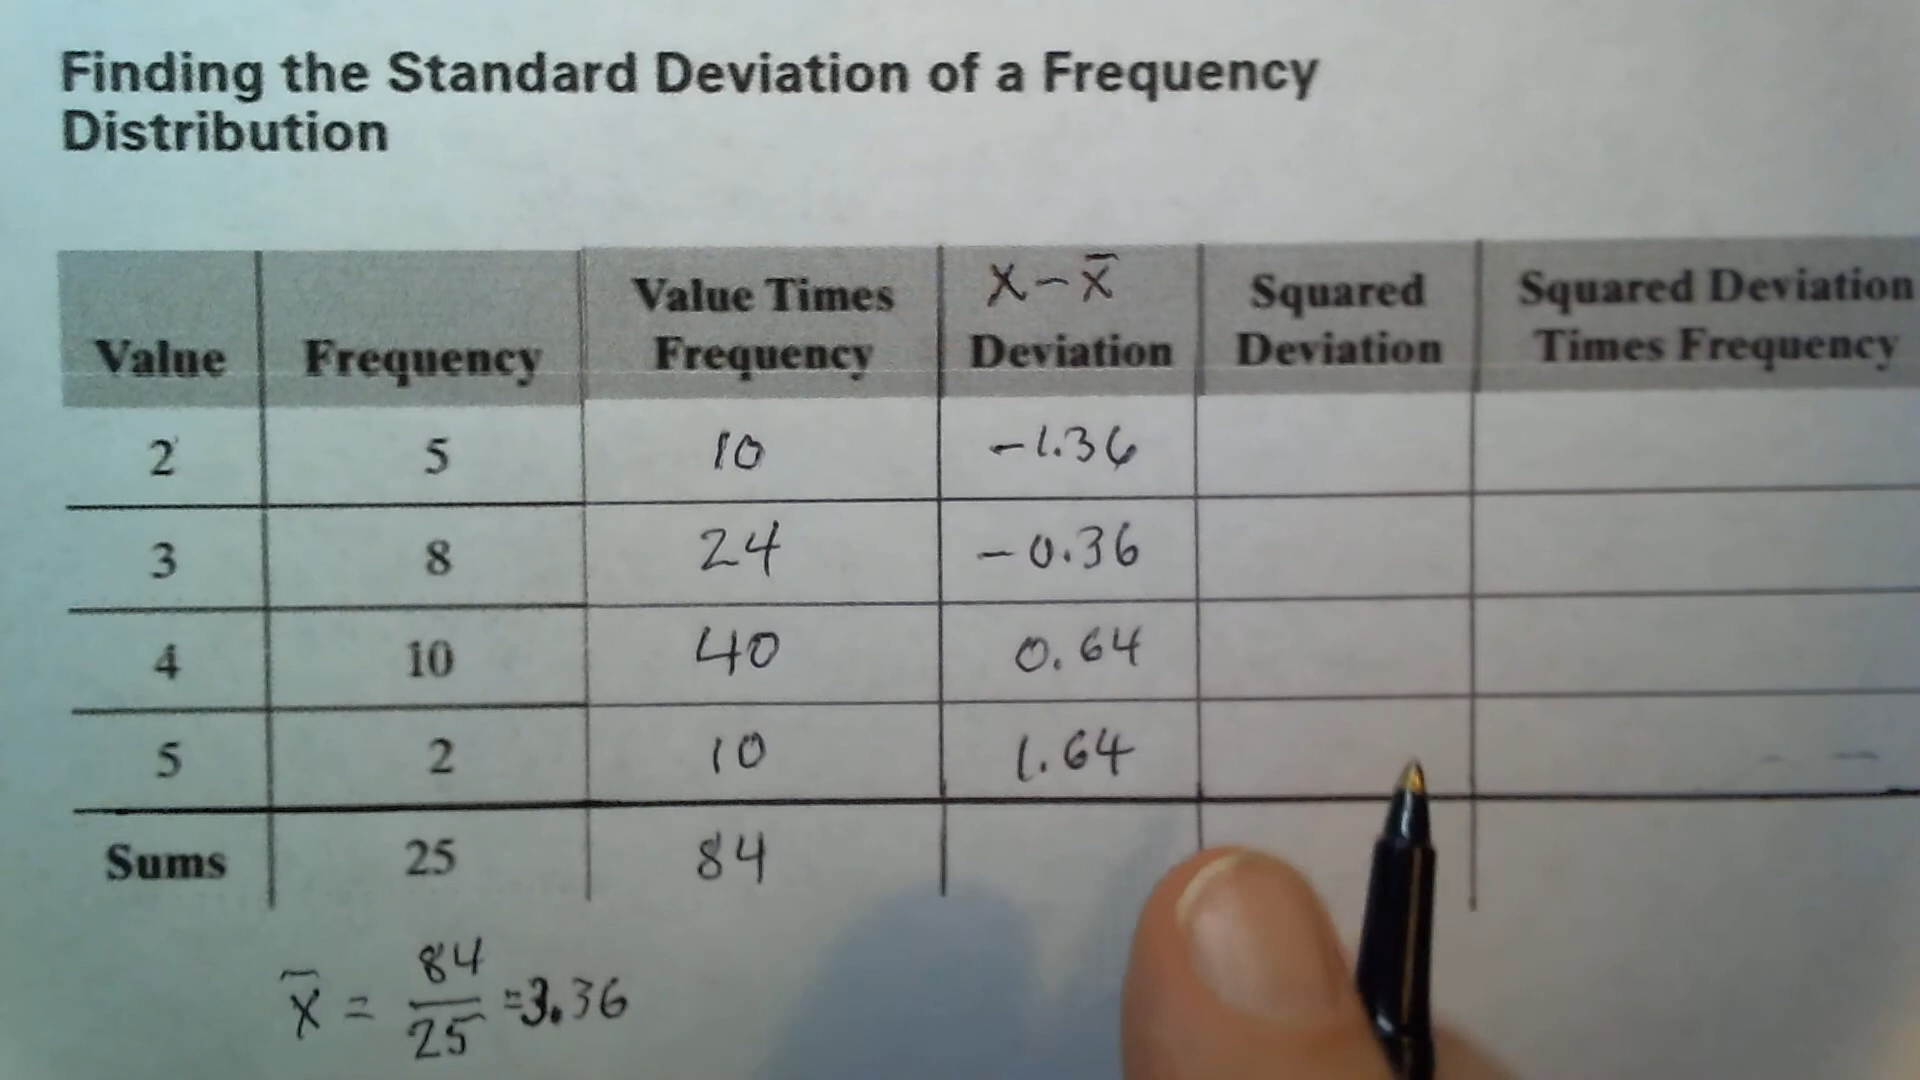 Finding the Standard Deviation of a Frequency
Distribution
Value Frequency Value Times Frequency X-x̄ Deviation Squared Deviation Squared Deviation Times Frequency
2 5 10 -1.36
3 8 24 -0.36
4 10 40 0.64
5 2 10 1.64
Sums 25 84
x̄ = 84/25 = 3.36